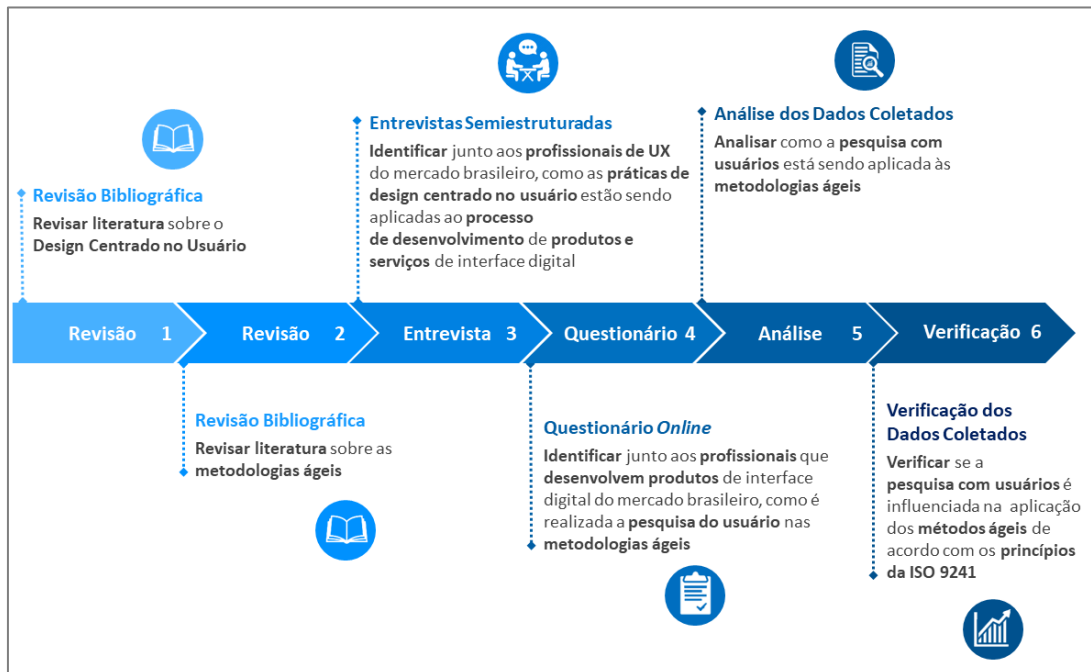 Entrevistas Semiestruturadas
Identificar junto aos profissionais de UX
do mercado brasileiro, como as práticas de
design centrado no usuário estão sendo
aplicadas ao processo
de desenvolvimento de produtos e
serviços de interface digital
Análise dos Dados Coletados
Analisar como a pesquisa com
usuários está sendo aplicada às
metodologias ágeis
Revisão Bibliográfica
Revisar literatura sobre o
Design Centrado no Usuário
Revisão 1
Revisão 2
Entrevista 3
Questionário 4
Análise 5
Verificação 6
Revisão Bibliográfica
Revisar literatura sobre as
metodologias ágeis
Questionário Online
Identificar junto aos profissionais que
desenvolvem produtos de interface
digital do mercado brasileiro, como é
realizada a pesquisa do usuário nas
metodologias ágeis
Verificação dos
Dados Coletados
Verificar se a
pesquisa com usuários é
influenciada na aplicação
dos métodos ágeis de
acordo com os princípios
da ISO 9241